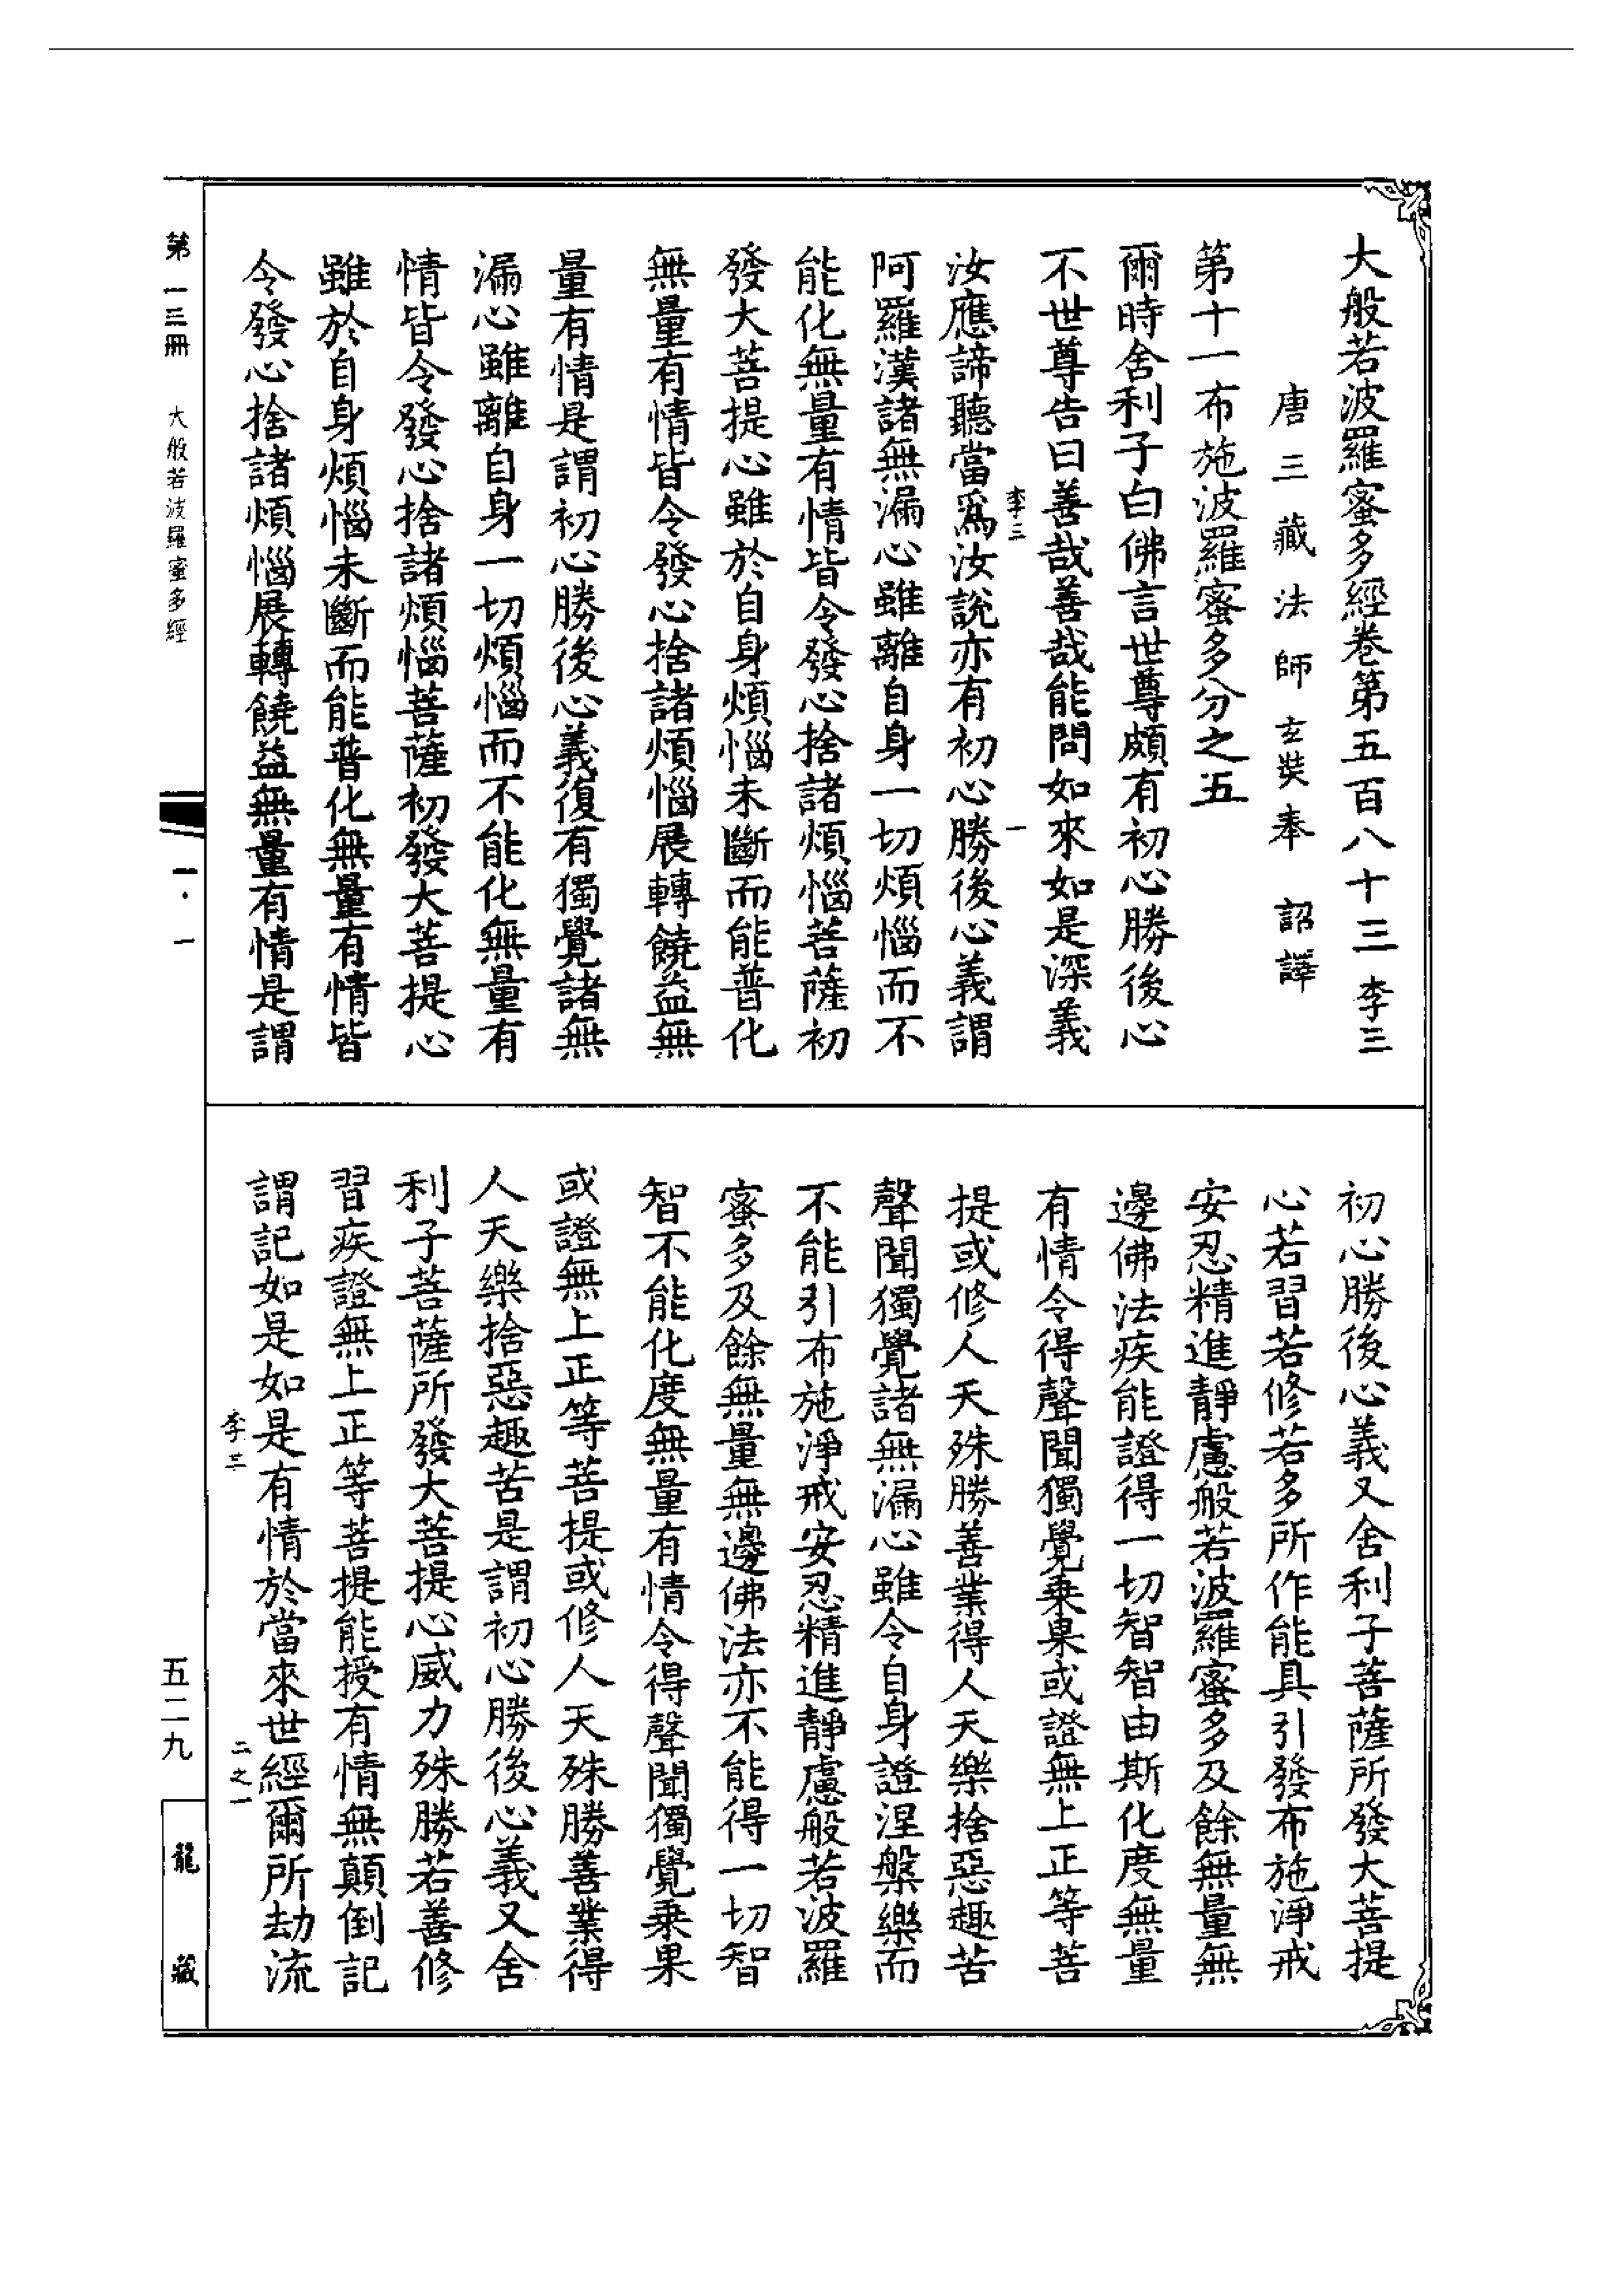 大般若波羅蜜多經卷第五百八十三 李三
唐三藏法師玄奘奉 詔譯
第十一布施波羅蜜多分之五
爾時舍利子白佛言世尊頗有初心勝後心
不世尊告曰善哉善哉能問如來如是深義
李三 一
汝應諦聽當爲汝說亦有初心勝後心義謂
阿羅漢諸無漏心雖離自身一切煩惱而不
能化無量有情皆令發心捨諸煩惱菩薩初
發大菩提心雖於自身煩惱未斷而能普化
無量有情皆令發心捨諸煩惱展轉饒益無
量有情是謂初心勝後心義復有獨覺諸無
漏心雖離自身一切煩惱而不能化無量有
情皆令發心捨諸煩惱菩薩初發大菩提心
雖於自身煩惱未斷而能普化無量有情皆
令發心捨諸煩惱展轉饒益無量有情是謂
初心勝後心義又舍利子菩薩所發大菩提
心若習若修若多所作能具引發布施淨戒
安忍精進靜慮般若波羅蜜多及餘無量無
邊佛法疾能證得一切智智由斯化度無量
有情令得聲聞獨覺乘果或證無上正等菩
提或修人天殊勝善業得人天樂捨惡趣苦
聲聞獨覺諸無漏心雖令自身證涅槃樂而
不能引布施淨戒安忍精進靜慮般若波羅
蜜多及餘無量無邊佛法亦不能得一切智
智不能化度無量有情令得聲聞獨覺乘果
或證無上正等菩提或修人天殊勝善業得
人天樂捨惡趣苦是謂初心勝後心義又舍
利子菩薩所發大菩提心威力殊勝若善修
習疾證無上正等菩提能授有情無顛倒記
謂記如是如是有情於當來世經爾所劫流
李三 二之一
第一三冊 大般若波羅蜜多經
一·一
五二九
龍藏